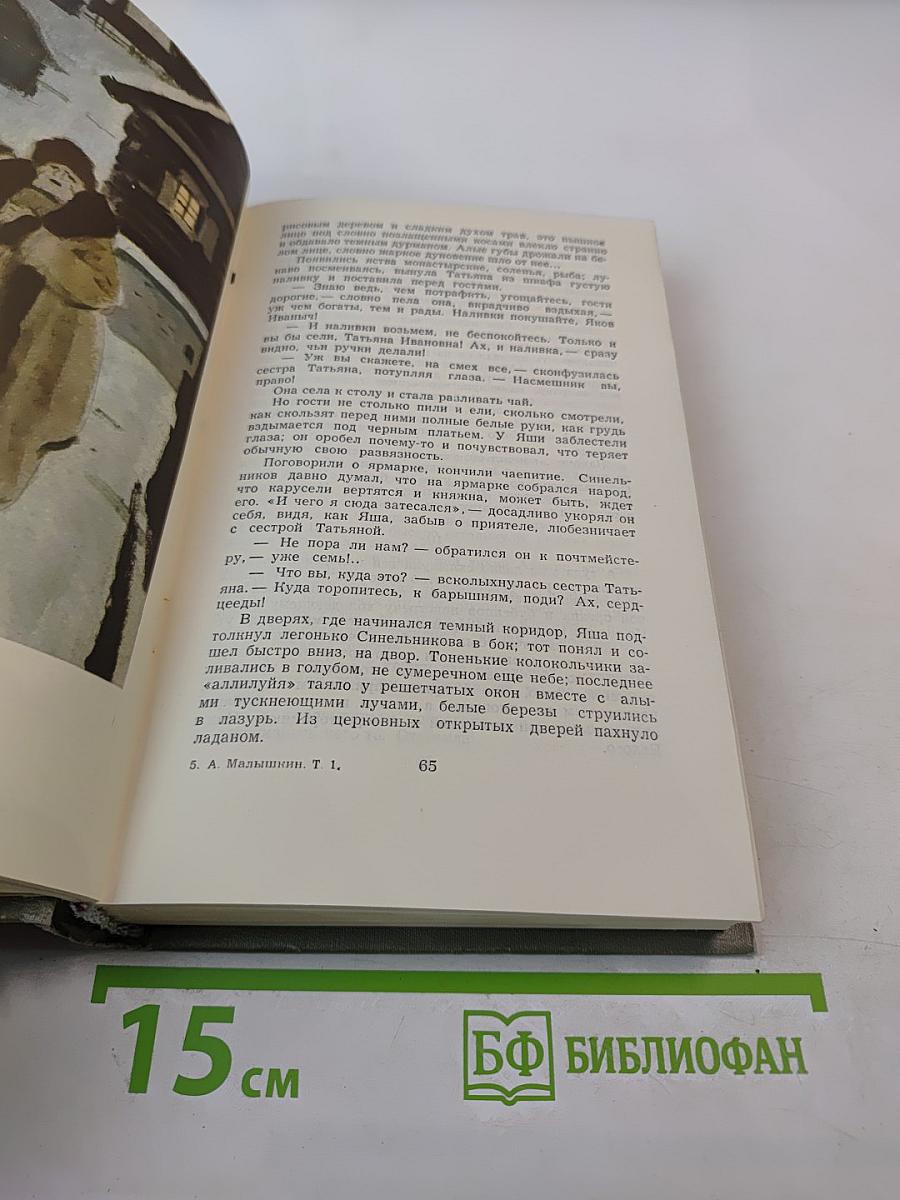 рисовым деревом и сладким духом трав, это пышное
лицо под словно позлащенными косами влекло странно
и обдавало темным дурманом. Алые губы дрожали на бе-
лом лице, словно жаркое дуновение шло от нее...
Появились яства монастырские, соленья, рыба; лу-
каво посмеиваясь, вынула Татьяна из шкафа густую
наливку и поставила перед гостями.
— Знаю ведь, чем потрафить, угощайтесь, гости
дорогие, — словно пела она, вкрадчиво вздыхая, —
уж чем богаты, тем и рады. Наливки покушайте, Яков
Иваныч!
— И наливки возьмем, не беспокойтесь. Только и
вы бы сели, Татьяна Ивановна! Ах, и наливка, — сразу
видно, чьи ручки делали!
— Уж вы скажете, на смех все, — сконфузилась
сестра Татьяна, потупляя глаза. — Насмешник вы,
право!
Она села к столу и стала разливать чай.
Но гости не столько пили и ели, сколько смотрели,
как скользят перед ними полные белые руки, как грудь
вздымается под черным платьем. У Яши заблестели
глаза; он оробел почему-то и почувствовал, что теряет
обычную свою развязность.
Поговорили о ярмарке, кончили чаепитие. Синель-
ников давно думал, что на ярмарке собрался народ,
что карусели вертятся и княжна, может быть, ждет
его. «И чего я сюда затесался», — досадливо укорял он
себя, видя, как Яша, забыв о приятеле, любезничает
с сестрой Татьяной.
— Не пора ли нам? — обратился он к почтмейсте-
ру, — уже семь!..
— Что вы, куда это? — всколыхнулась сестра Тать-
яна. — Куда торопитесь, к барышням, поди? Ах, серд-
цееды!
В дверях, где начинался темный коридор, Яша под-
толкнул легонько Синельникова в бок; тот понял и со-
шел быстро вниз, на двор. Тоненькие колокольчики за-
ливались в голубом, не сумеречном еще небе; последнее
«аллилуйя» таяло у решетчатых окон вместе с алы-
ми тускнеющими лучами, белые березы струились
в лазурь. Из церковных открытых дверей пахнуло
ладаном.
5. А. Малышкин. Т. 1. 65
15 см БФ БИБЛИОФАН